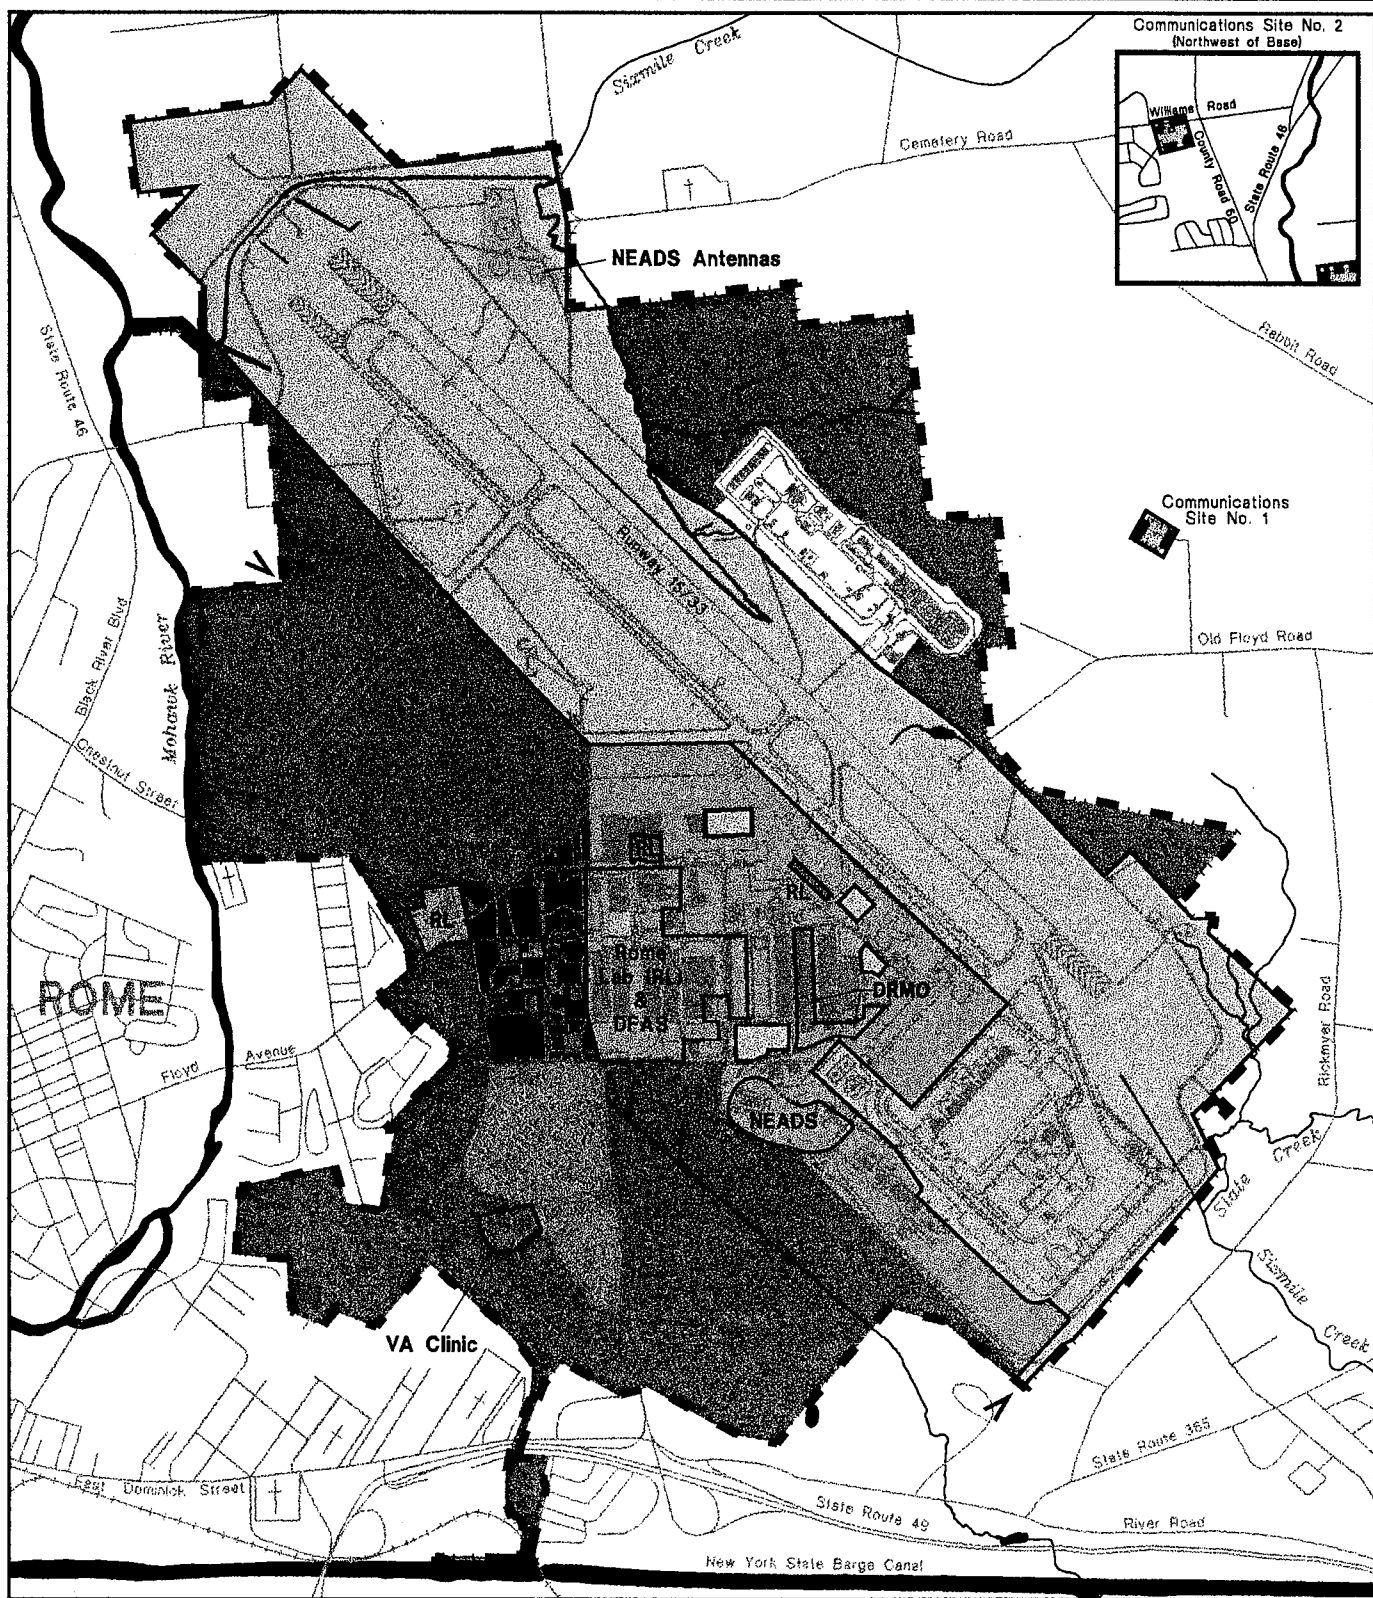 Communications Site No. 2
(Northwest of Base)
Williams Road
County Road 60
State Route 46
Sixmile Creek
Cemetery Road
NEADS Antennas
Rabbit Road
State Route 46
Communications
Site No. 1
Runway 15/33
Old Floyd Road
Black River Blvd
Mohawk River
Chestnut Street
RL
RL
RL
Rome
Lab (RL)
&
DFAS
DRMO
ROME
Floyd Avenue
Rickmyer Road
NEADS
Slate Creek
Sixmile Creek
VA Clinic
State Route 365
East Dominick Street
State Route 49
River Road
New York State Barge Canal